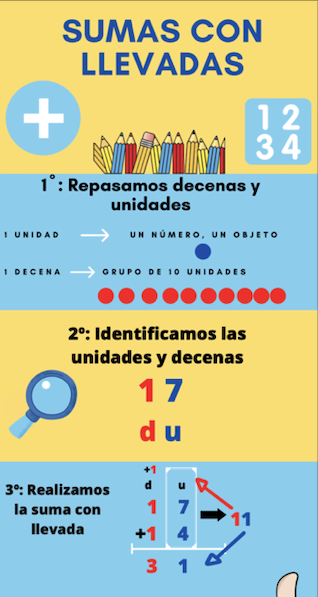 SUMAS CON
LLEVADAS
1 2
3 4
1°: Repasamos decenas y
unidades
1 UNIDAD UN NÚMERO, UN OBJETO
1 DECENA GRUPO DE 10 UNIDADES
2º: Identificamos las
unidades y decenas
1 7
d u
3º: Realizamos
la suma con
llevada
+1
d u
1 7
+1 4
11
3 1